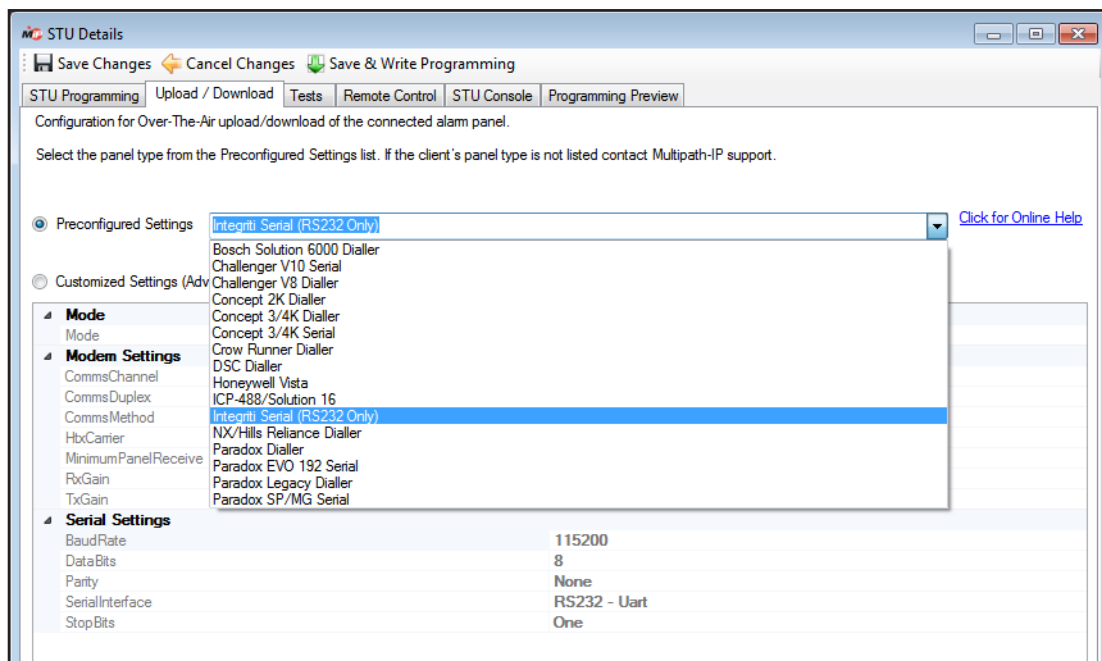 STU Details
Save Changes Cancel Changes Save & Write Programming
STU Programming Upload / Download Tests Remote Control STU Console Programming Preview
Configuration for Over-The-Air upload/download of the connected alarm panel.
Select the panel type from the Preconfigured Settings list. If the client's panel type is not listed contact Multipath-IP support.
Preconfigured Settings Integriti Serial (RS232 Only) Click for Online Help
Bosch Solution 6000 Dialler
Challenger V10 Serial
Customized Settings (Adv Challenger V8 Dialler
Concept 2K Dialler
Mode Concept 3/4K Dialler
Mode Concept 3/4K Serial
Modem Settings Crow Runner Dialler
DSC Dialler
CommsChannel Honeywell Vista
CommsDuplex ICP-488/Solution 16
CommsMethod Integriti Serial (RS232 Only)
HtxCarrier NX/Hills Reliance Dialler
Paradox Dialler
MinimumPanelReceive Paradox EVO 192 Serial
RxGain Paradox Legacy Dialler
TxGain Paradox SP/MG Serial
Serial Settings
BaudRate 115200
DataBits 8
Parity None
SerialInterface RS232 - Uart
StopBits One